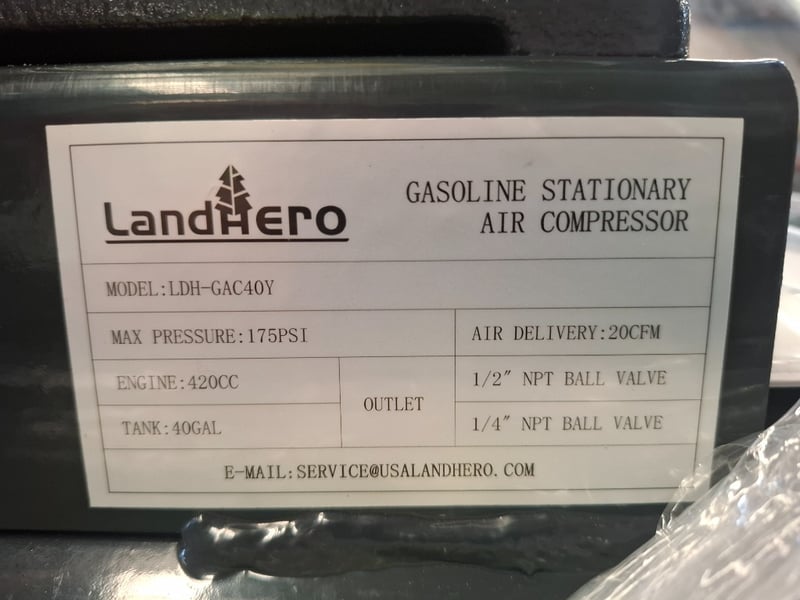 LandHero
GASOLINE STATIONARY
AIR COMPRESSOR
MODEL:LDH-GAC40Y
MAX PRESSURE:175PSI
AIR DELIVERY:20CFM
ENGINE:420CC
TANK:40GAL
OUTLET
1/2" NPT BALL VALVE
1/4" NPT BALL VALVE
E-MAIL:SERVICE@USALANDHERO.COM